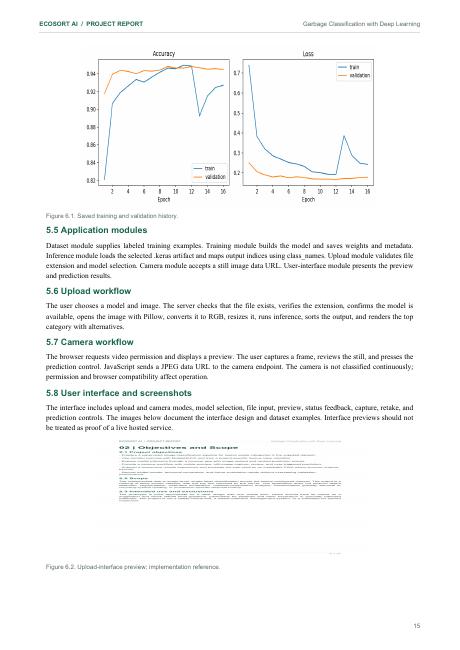 ECOSORT AI / PROJECT REPORT
Garbage Classification with Deep Learning
Accuracy
0.94
0.92
0.90
0.88
0.86
0.84
0.82
train
validation
2 4 6 8 10 12 14 16
Epoch
Loss
0.7
0.6
0.5
0.4
0.3
0.2
train
validation
2 4 6 8 10 12 14 16
Epoch
Figure 6.1. Saved training and validation history.
5.5 Application modules
Dataset module supplies labeled training examples. Training module builds the model and saves weights and metadata.
Inference module loads the selected .keras artifact and maps output indices using class_names. Upload module validates file
extension and model selection. Camera module accepts a still image data URL. User-interface module presents the preview
and prediction results.
5.6 Upload workflow
The user chooses a model and image. The server checks that the file exists, verifies the extension, confirms the model is
available, opens the image with Pillow, converts it to RGB, resizes it, runs inference, sorts the output, and renders the top
category with alternatives.
5.7 Camera workflow
The browser requests video permission and displays a preview. The user captures a frame, reviews the still, and presses the
prediction control. JavaScript sends a JPEG data URL to the camera endpoint. The camera is not classified continuously;
permission and browser compatibility affect operation.
5.8 User interface and screenshots
The interface includes upload and camera modes, model selection, file input, preview, status feedback, capture, retake, and
prediction controls. The images below document the interface design and dataset examples. Interface previews should not
be treated as proof of a live hosted service.
ECOSORT AI / PROJECT REPORT
Garbage Classification with Deep Learning
02 | Objectives and Scope
2.1 Project objectives
Figure 6.2. Upload-interface preview; implementation reference.
15